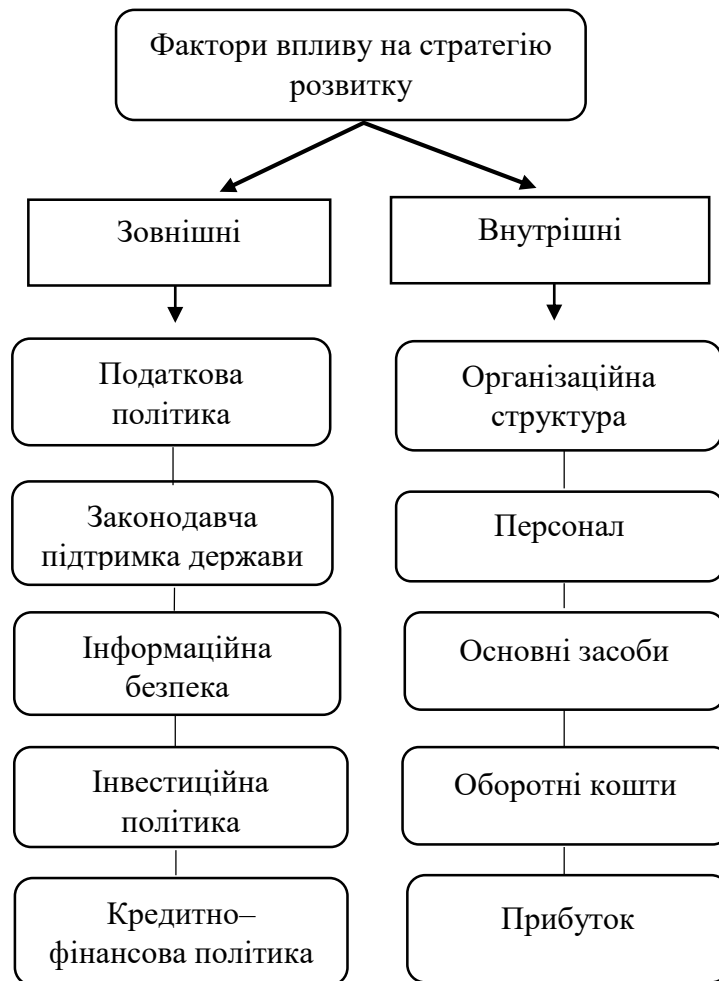 Фактори впливу на стратегію
розвитку
Зовнішні
Внутрішні
Податкова
політика
Законодавча
підтримка держави
Інформаційна
безпека
Інвестиційна
політика
Кредитно–
фінансова політика
Організаційна
структура
Персонал
Основні засоби
Оборотні кошти
Прибуток